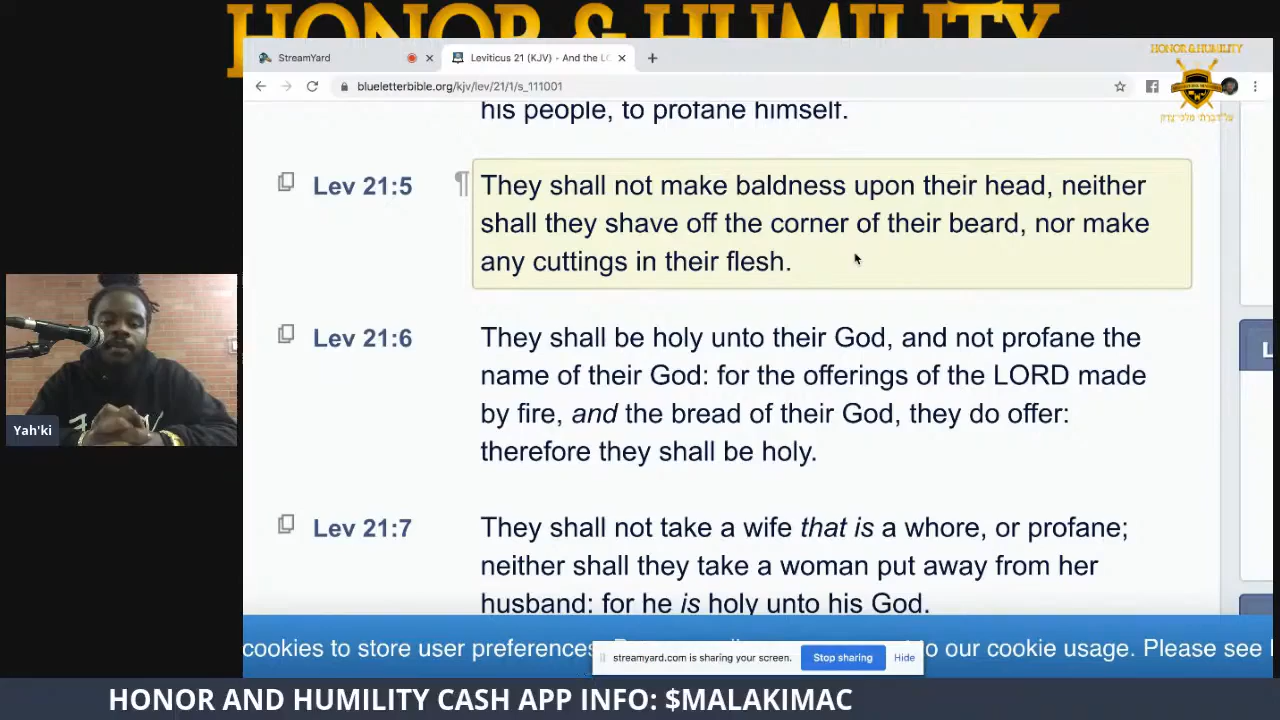 HONOR & HUMILITY
StreamYard
Leviticus 21 (KJV) - And the LO
HONOR & HUMILITY
blueletterbible.org/kjv/lev/21/1/s_111001
his people, to profane himself.
Lev 21:5
¶ They shall not make baldness upon their head, neither
shall they shave off the corner of their beard, nor make
any cuttings in their flesh.
Lev 21:6
They shall be holy unto their God, and not profane the
name of their God: for the offerings of the LORD made
by fire, and the bread of their God, they do offer:
therefore they shall be holy.
Lev 21:7
They shall not take a wife that is a whore, or profane;
neither shall they take a woman put away from her
husband: for he is holy unto his God.
Yah'ki
cookies to store user preferences.
o our cookie usage. Please see
streamyard.com is sharing your screen.
Stop sharing
Hide
HONOR AND HUMILITY CASH APP INFO: $MALAKIMAC